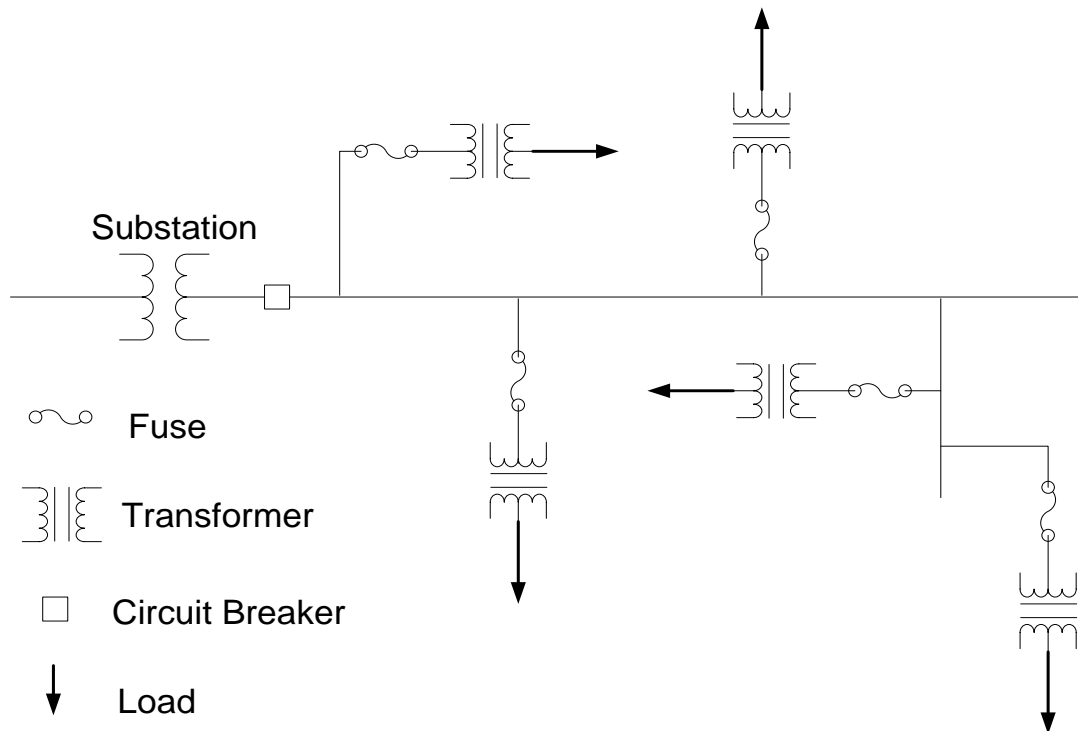 Substation
Fuse
Transformer
Circuit Breaker
Load